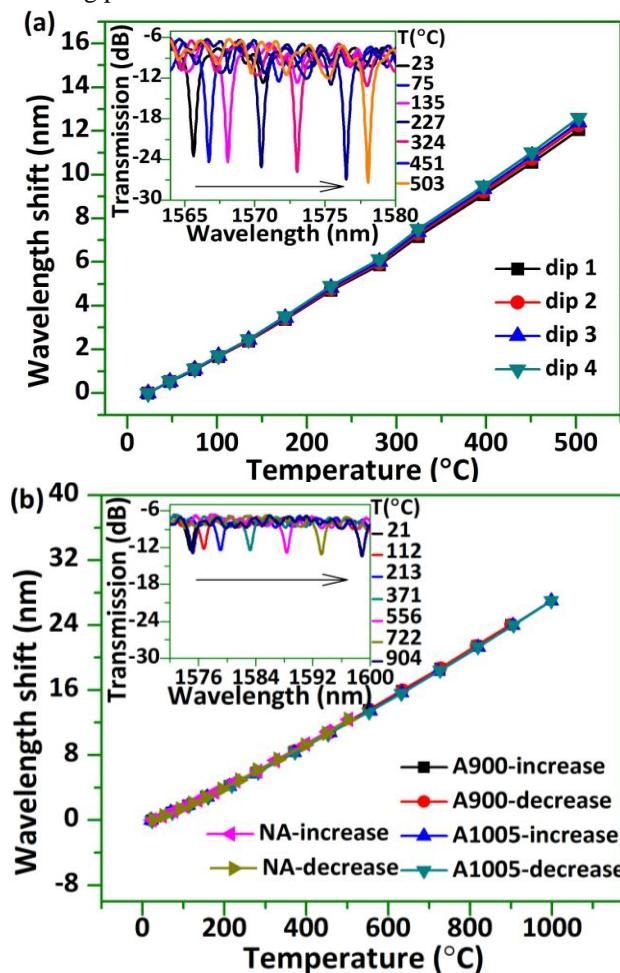 (a)
16
14
12
10
8
6
4
2
0
Wavelength shift (nm)
-6
-12
-18
-24
-30
Transmission (dB)
1565 1570 1575 1580
Wavelength (nm)
T(°C)
23
75
135
227
324
451
503
dip 1
dip 2
dip 3
dip 4
0 100 200 300 400 500
Temperature (°C)
(b)
40
32
24
16
8
0
-8
Wavelength shift (nm)
-6
-12
-18
-24
-30
Transmission (dB)
1576 1584 1592 1600
Wavelength (nm)
T(°C)
21
112
213
371
556
722
904
A900-increase
A900-decrease
NA-increase
A1005-increase
NA-decrease
A1005-decrease
0 200 400 600 800 1000
Temperature (°C)